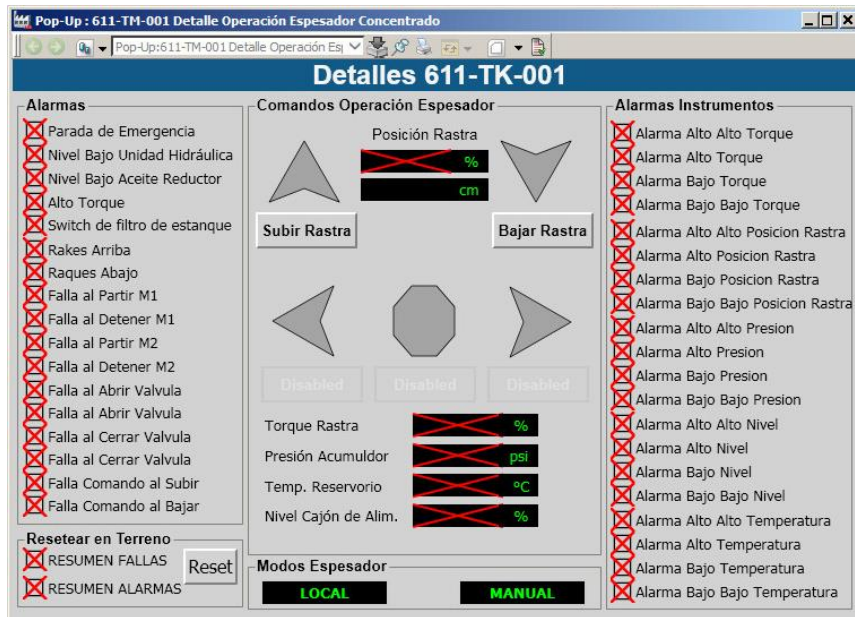 Pop-Up : 611-TM-001 Detalle Operación Espesador Concentrado
Pop-Up:611-TM-001 Detalle Operación Es
Detalles 611-TK-001
Alarmas
Parada de Emergencia
Nivel Bajo Unidad Hidráulica
Nivel Bajo Aceite Reductor
Alto Torque
Switch de filtro de estanque
Rakes Arriba
Raques Abajo
Falla al Partir M1
Falla al Detener M1
Falla al Partir M2
Falla al Detener M2
Falla al Abrir Valvula
Falla al Abrir Valvula
Falla al Cerrar Valvula
Falla al Cerrar Valvula
Falla Comando al Subir
Falla Comando al Bajar
Resetear en Terreno
RESUMEN FALLAS
Reset
RESUMEN ALARMAS
Comandos Operación Espesador
Posición Rastra
%
cm
Subir Rastra
Bajar Rastra
Disabled
Disabled
Disabled
Torque Rastra
%
Presión Acumuldor
psi
Temp. Reservorio
°C
Nivel Cajón de Alim.
%
Modos Espesador
LOCAL
MANUAL
Alarmas Instrumentos
Alarma Alto Alto Torque
Alarma Alto Torque
Alarma Bajo Torque
Alarma Bajo Bajo Torque
Alarma Alto Alto Posicion Rastra
Alarma Alto Posicion Rastra
Alarma Bajo Posicion Rastra
Alarma Bajo Bajo Posicion Rastra
Alarma Alto Alto Presion
Alarma Alto Presion
Alarma Bajo Presion
Alarma Bajo Bajo Presion
Alarma Alto Alto Nivel
Alarma Alto Nivel
Alarma Bajo Nivel
Alarma Bajo Bajo Nivel
Alarma Alto Alto Temperatura
Alarma Alto Temperatura
Alarma Bajo Temperatura
Alarma Bajo Bajo Temperatura